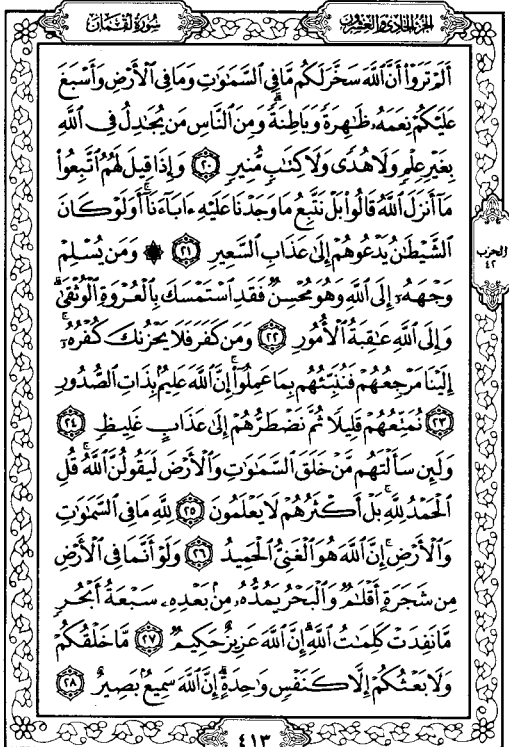 الجزء الحادي والعشرون
سورة لقمان
أَلَمْ تَرَوْا۟ أَنَّ ٱللَّهَ سَخَّرَ لَكُم مَّا فِى ٱلسَّمَٰوَٰتِ وَمَا فِى ٱلْأَرْضِ وَأَسْبَغَ
عَلَيْكُمْ نِعَمَهُۥ ظَٰهِرَةً وَبَاطِنَةً ۗ وَمِنَ ٱلنَّاسِ مَن يُجَٰدِلُ فِى ٱللَّهِ
بِغَيْرِ عِلْمٍ وَلَا هُدًى وَلَا كِتَٰبٍ مُّنِيرٍ ٢٠ وَإِذَا قِيلَ لَهُمُ ٱتَّبِعُوا۟
مَآ أَنزَلَ ٱللَّهُ قَالُوا۟ بَلْ نَتَّبِعُ مَا وَجَدْنَا عَلَيْهِ ءَابَآءَنَآ ۚ أَوَلَوْ كَانَ
ٱلشَّيْطَٰنُ يَدْعُوهُمْ إِلَىٰ عَذَابِ ٱلسَّعِيرِ ٢١ ۞ وَمَن يُسْلِمْ
وَجْهَهُۥٓ إِلَى ٱللَّهِ وَهُوَ مُحْسِنٌ فَقَدِ ٱسْتَمْسَكَ بِٱلْعُرْوَةِ ٱلْوُثْقَىٰ ۗ
وَإِلَى ٱللَّهِ عَٰقِبَةُ ٱلْأُمُورِ ٢٢ وَمَن كَفَرَ فَلَا يَحْزُنكَ كُفْرُهُۥٓ ۚ
إِلَيْنَا مَرْجِعُهُمْ فَنُنَبِّئُهُم بِمَا عَمِلُوٓا۟ ۚ إِنَّ ٱللَّهَ عَلِيمٌۢ بِذَاتِ ٱلصُّدُورِ
٢٣ نُمَتِّعُهُمْ قَلِيلًا ثُمَّ نَضْطَرُّهُمْ إِلَىٰ عَذَابٍ غَلِيظٍ ٢٤
وَلَئِن سَأَلْتَهُم مَّنْ خَلَقَ ٱلسَّمَٰوَٰتِ وَٱلْأَرْضَ لَيَقُولُنَّ ٱللَّهُ ۚ قُلِ
ٱلْحَمْدُ لِلَّهِ ۚ بَلْ أَكْثَرُهُمْ لَا يَعْلَمُونَ ٢٥ لِلَّهِ مَا فِى ٱلسَّمَٰوَٰتِ
وَٱلْأَرْضِ ۚ إِنَّ ٱللَّهَ هُوَ ٱلْغَنِىُّ ٱلْحَمِيدُ ٢٦ وَلَوْ أَنَّمَا فِى ٱلْأَرْضِ
مِن شَجَرَةٍ أَقْلَٰمٌ وَٱلْبَحْرُ يَمُدُّهُۥ مِنۢ بَعْدِهِۦ سَبْعَةُ أَبْحُرٍ
مَّا نَفِدَتْ كَلِمَٰتُ ٱللَّهِ ۗ إِنَّ ٱللَّهَ عَزِيزٌ حَكِيمٌ ٢٧ مَّا خَلْقُكُمْ
وَلَا بَعْثُكُمْ إِلَّا كَنَفْسٍ وَٰحِدَةٍ ۗ إِنَّ ٱللَّهَ سَمِيعٌۢ بَصِيرٌ ٢٨
الحزب
٤٢
٤١٣